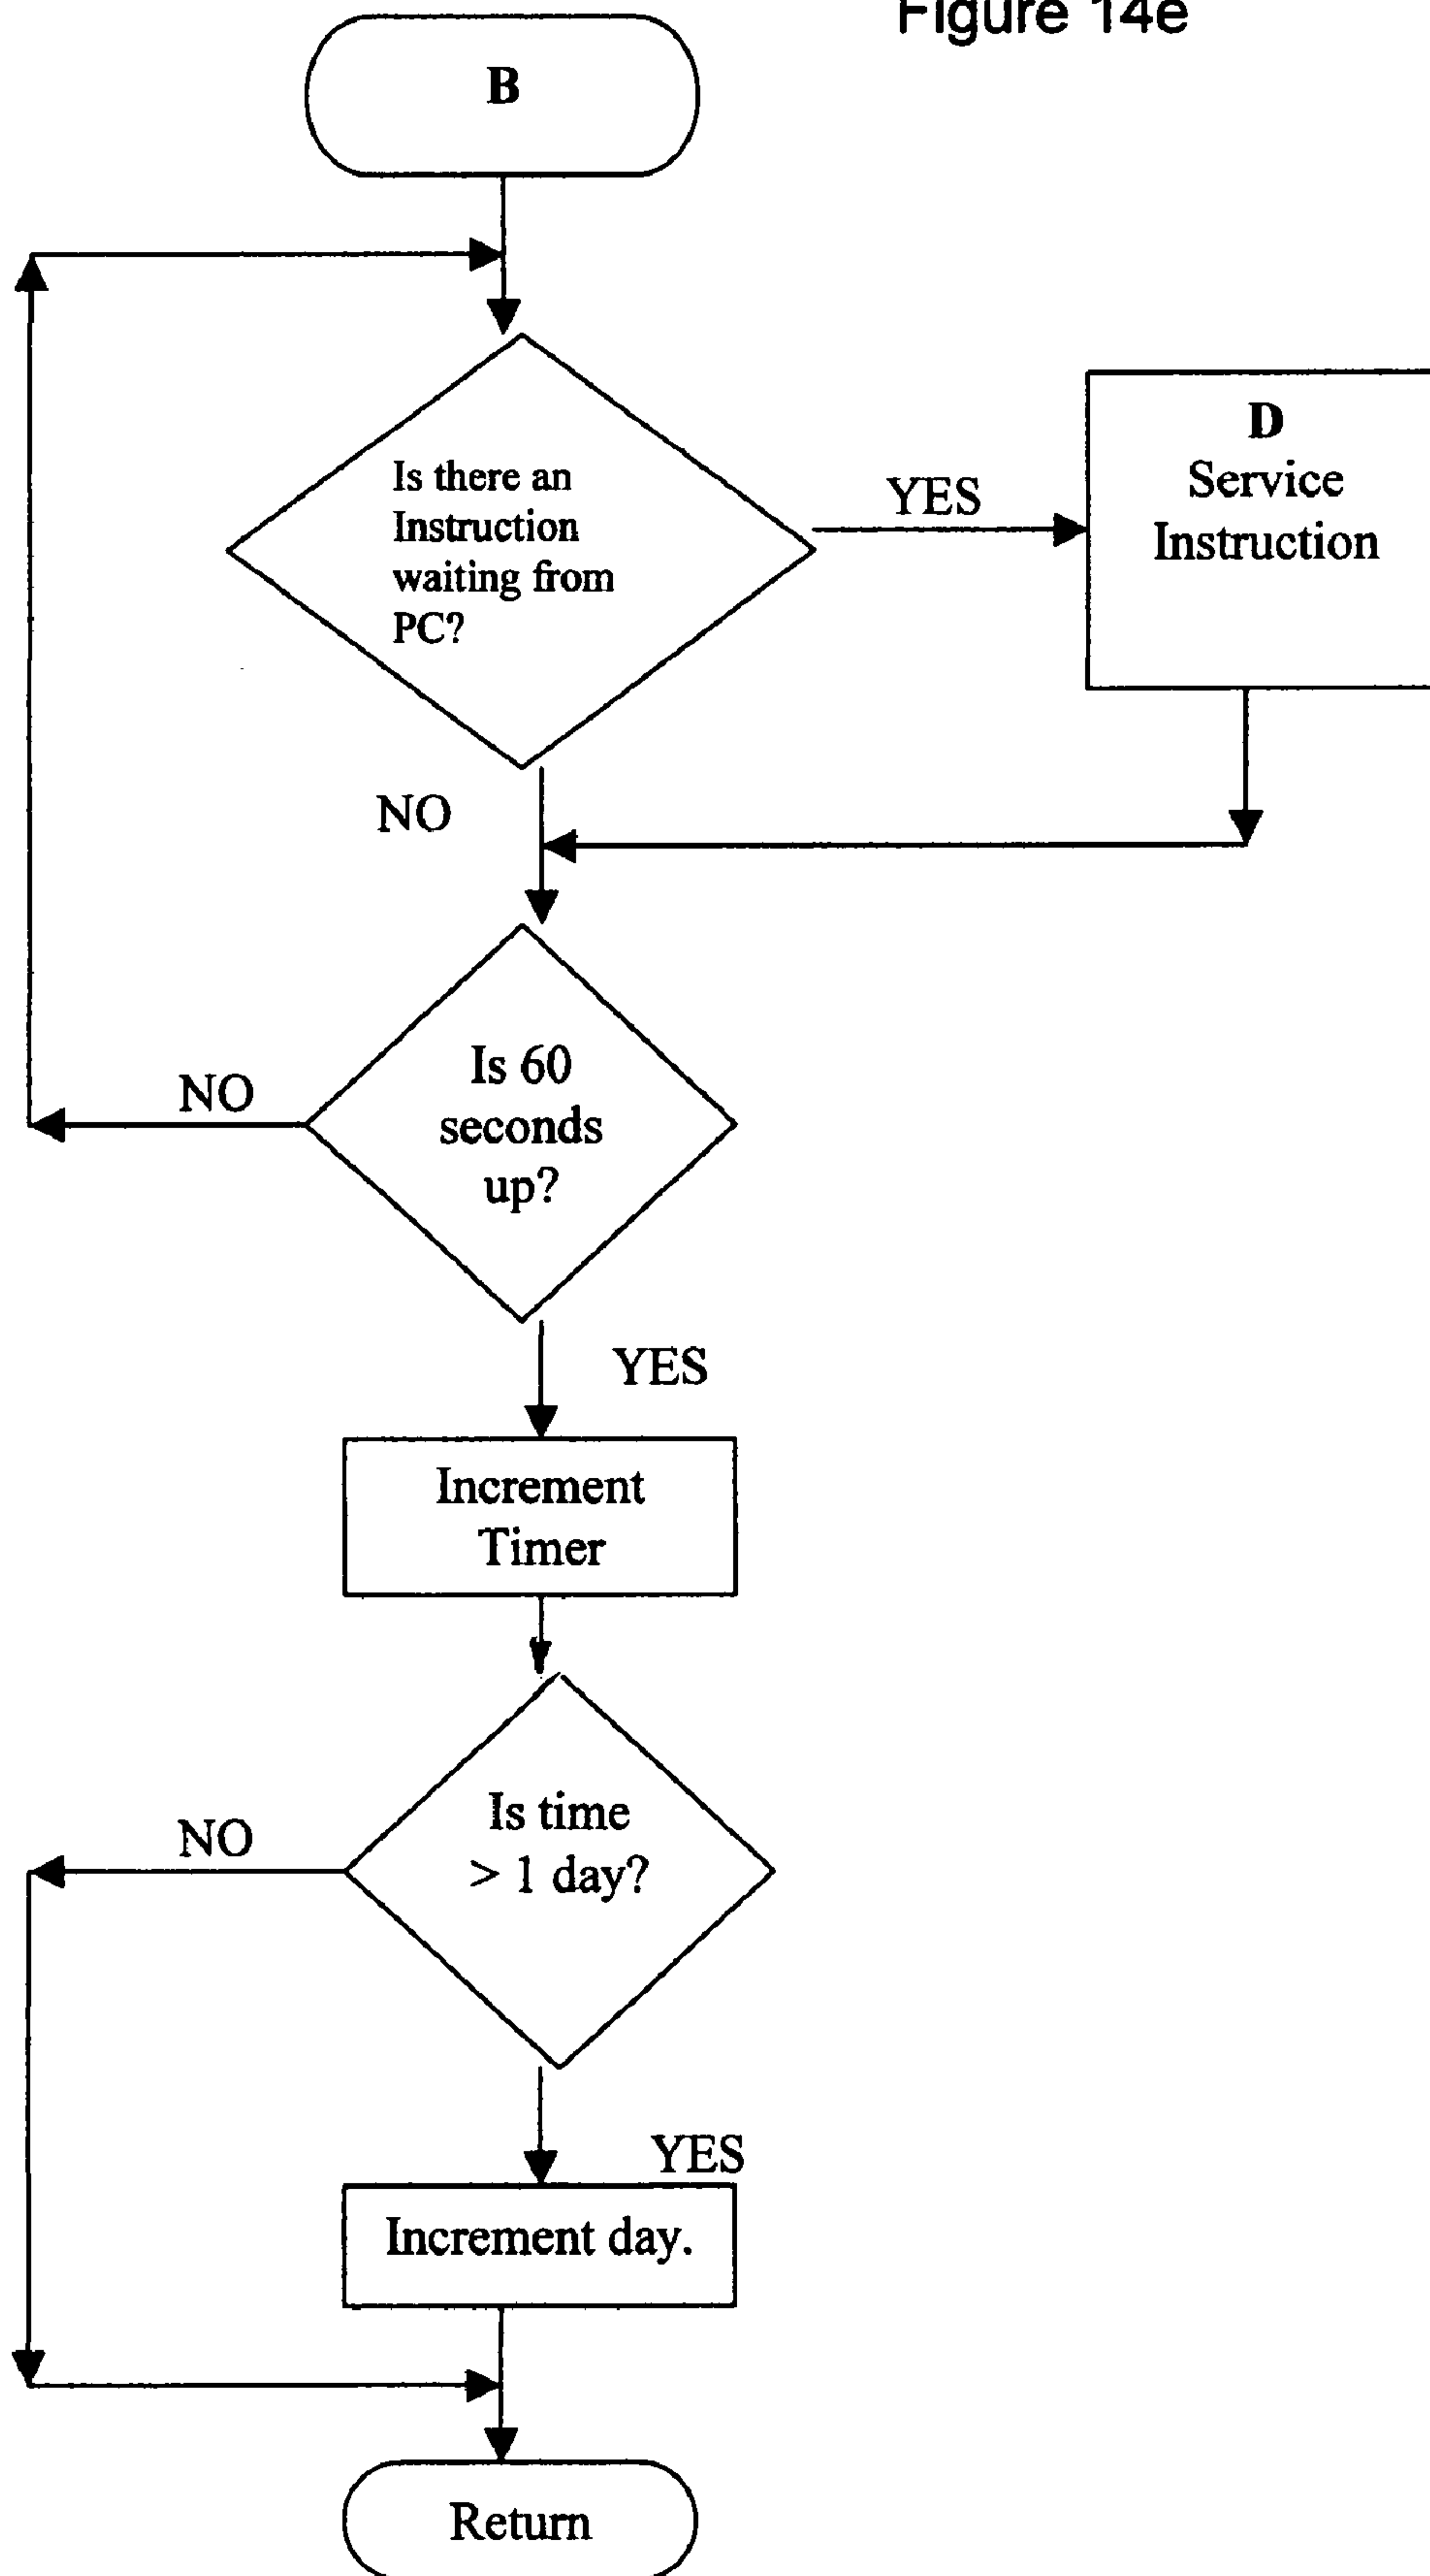 Figure 14e
B
Is there an
Instruction
waiting from
PC?
YES
D
Service
Instruction
NO
Is 60
seconds
up?
NO
YES
Increment
Timer
Is time
> 1 day?
NO
YES
Increment day.
Return